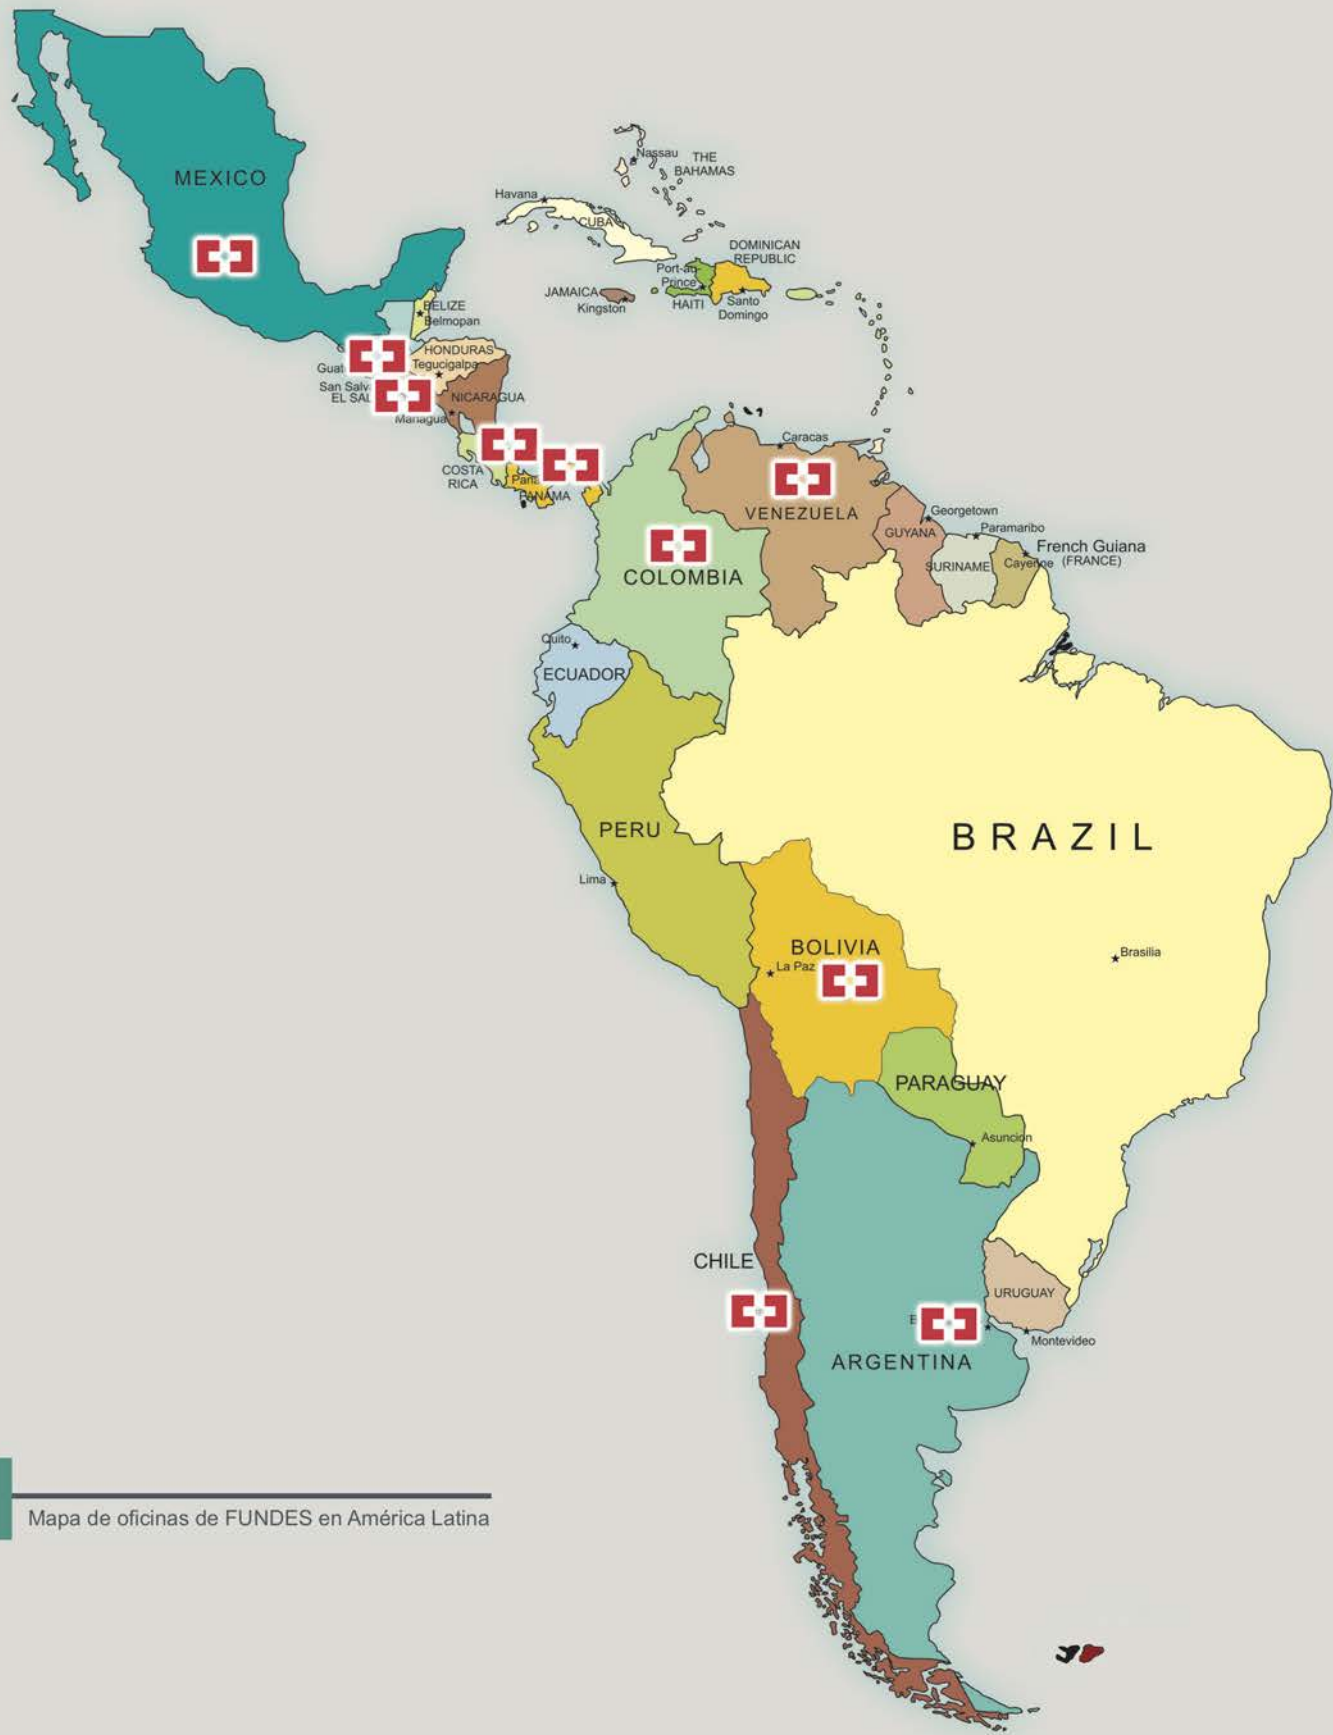 MEXICO
Nassau
THE
BAHAMAS
Havana
CUBA
DOMINICAN
REPUBLIC
Port-au-
Prince
HAITI
Santo
Domingo
JAMAICA
Kingston
BELIZE
Belmopan
HONDURAS
Tegucigalpa
San
NICARAGUA
Managua
COSTA
RICA
PANAMA
Caracas
VENEZUELA
Georgetown
GUYANA
Paramaribo
SURINAME
French Guiana
(FRANCE)
Cayenne
COLOMBIA
Quito
ECUADOR
PERU
Lima
BRAZIL
Brasilia
BOLIVIA
La Paz
PARAGUAY
Asuncion
CHILE
URUGUAY
Montevideo
ARGENTINA
Mapa de oficinas de FUNDES en América Latina